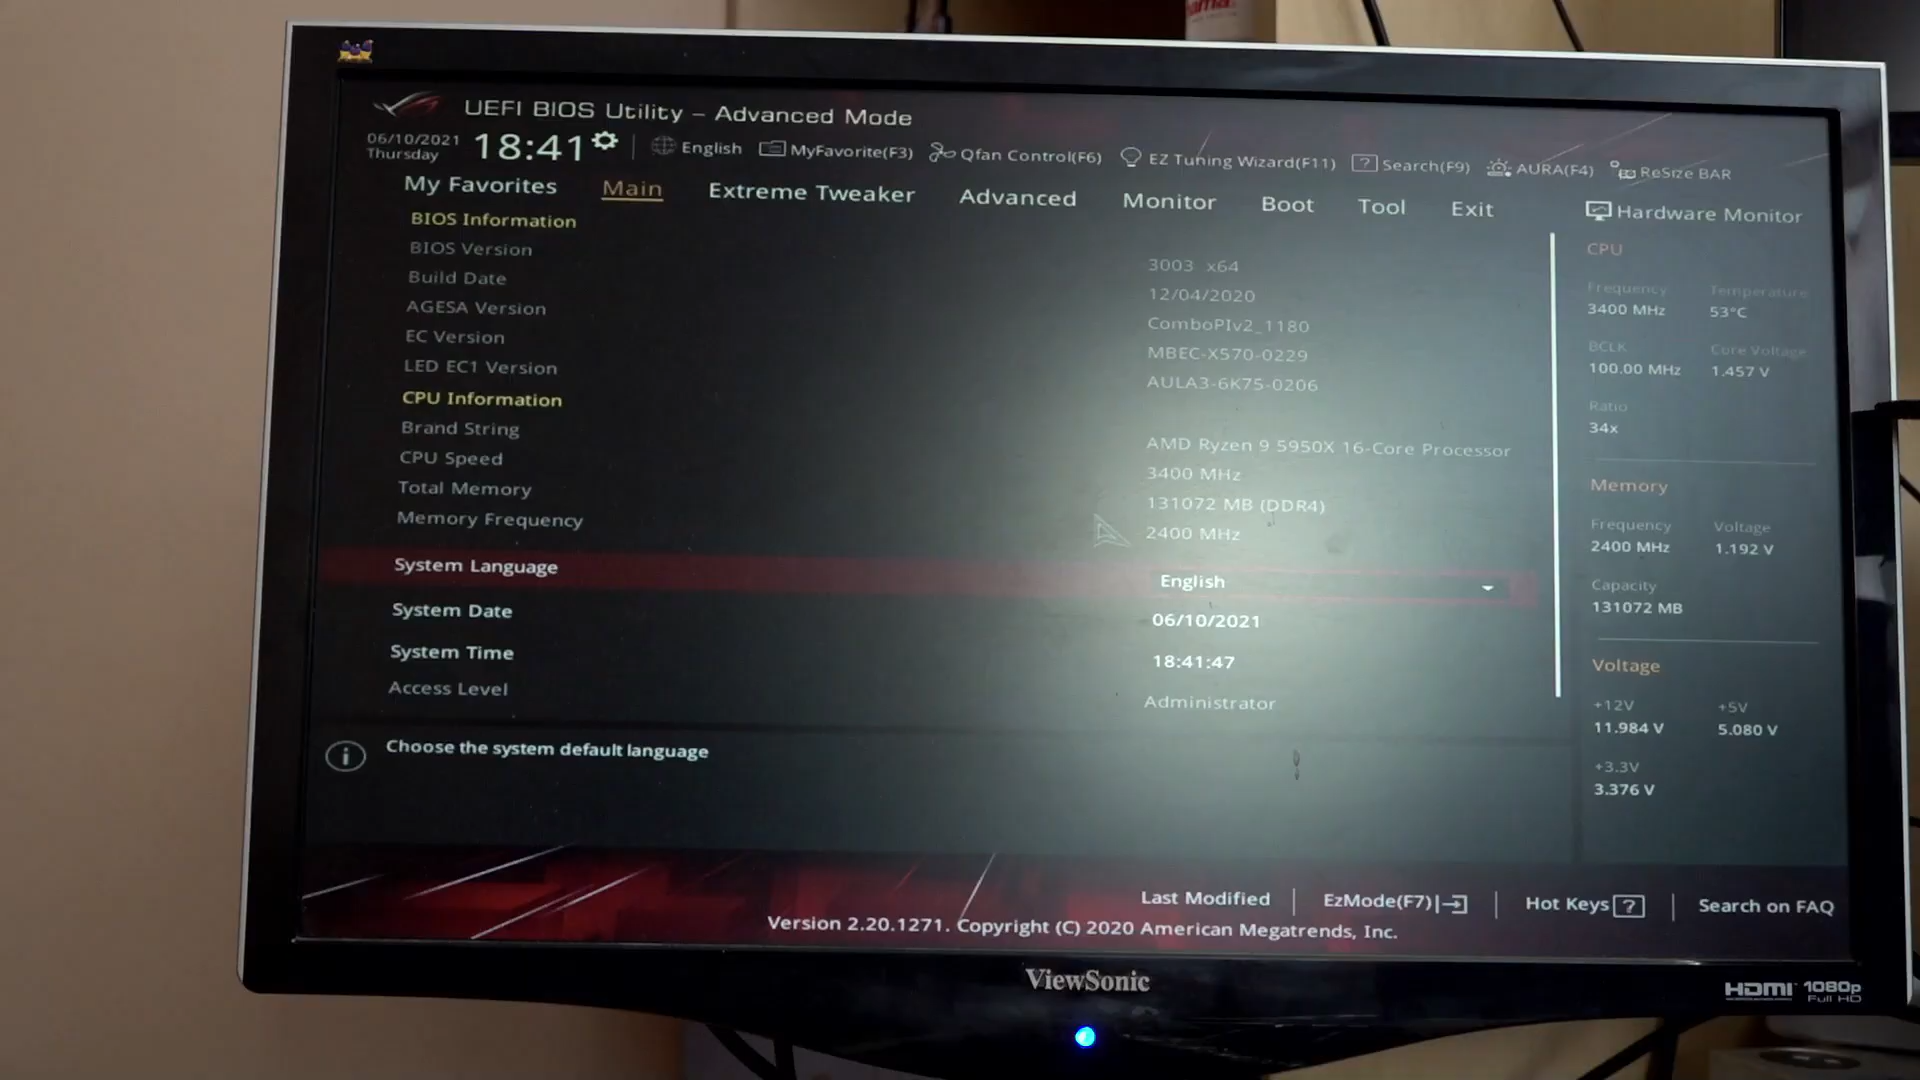 UEFI BIOS Utility – Advanced Mode
06/10/2021
Thursday
18:41
English
MyFavorite(F3)
Qfan Control(F6)
EZ Tuning Wizard(F11)
? Search(F9)
AURA(F4)
ReSize BAR
My Favorites
Main
Extreme Tweaker
Advanced
Monitor
Boot
Tool
Exit
BIOS Information
BIOS Version 3003 x64
Build Date 12/04/2020
AGESA Version ComboPIv2_1180
EC Version MBEC-X570-0229
LED EC1 Version AULA3-6K75-0206
CPU Information
Brand String AMD Ryzen 9 5950X 16-Core Processor
CPU Speed 3400 MHz
Total Memory 131072 MB (DDR4)
Memory Frequency 2400 MHz
System Language English
System Date 06/10/2021
System Time 18:41:47
Access Level Administrator
i Choose the system default language
Hardware Monitor
CPU
Frequency Temperature
3400 MHz 53°C
BCLK Core Voltage
100.00 MHz 1.457 V
Ratio
34x
Memory
Frequency Voltage
2400 MHz 1.192 V
Capacity
131072 MB
Voltage
+12V +5V
11.984 V 5.080 V
+3.3V
3.376 V
Last Modified
EzMode(F7)
Hot Keys ?
Search on FAQ
Version 2.20.1271. Copyright (C) 2020 American Megatrends, Inc.
ViewSonic
HDMI 1080p
Full HD